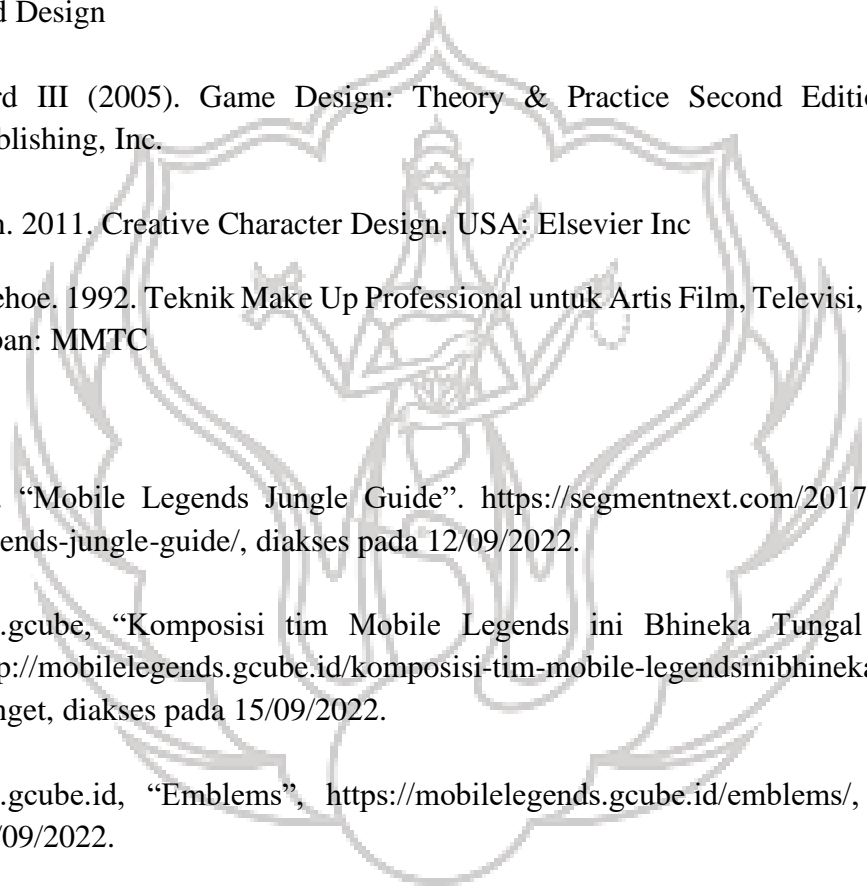 d Design
rd III (2005). Game Design: Theory & Practice Second Editio
blishing, Inc.
n. 2011. Creative Character Design. USA: Elsevier Inc
ehoe. 1992. Teknik Make Up Professional untuk Artis Film, Televisi,
pan: MMTC
. “Mobile Legends Jungle Guide”. https://segmentnext.com/2017
ends-jungle-guide/, diakses pada 12/09/2022.
.gcube, “Komposisi tim Mobile Legends ini Bhineka Tungal
p://mobilelegends.gcube.id/komposisi-tim-mobile-legendsinibhineka
nget, diakses pada 15/09/2022.
.gcube.id, “Emblems”, https://mobilelegends.gcube.id/emblems/,
/09/2022.